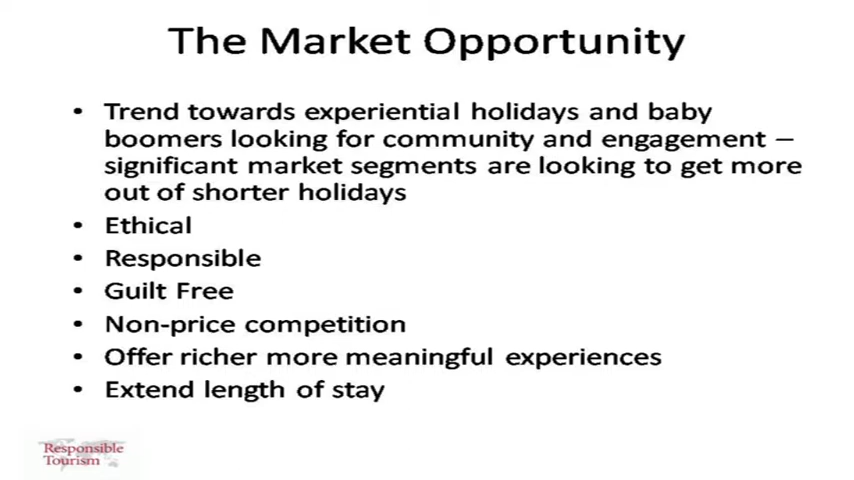 The Market Opportunity
• Trend towards experiential holidays and baby
boomers looking for community and engagement –
significant market segments are looking to get more
out of shorter holidays
• Ethical
• Responsible
• Guilt Free
• Non-price competition
• Offer richer more meaningful experiences
• Extend length of stay
Responsible
Tourism